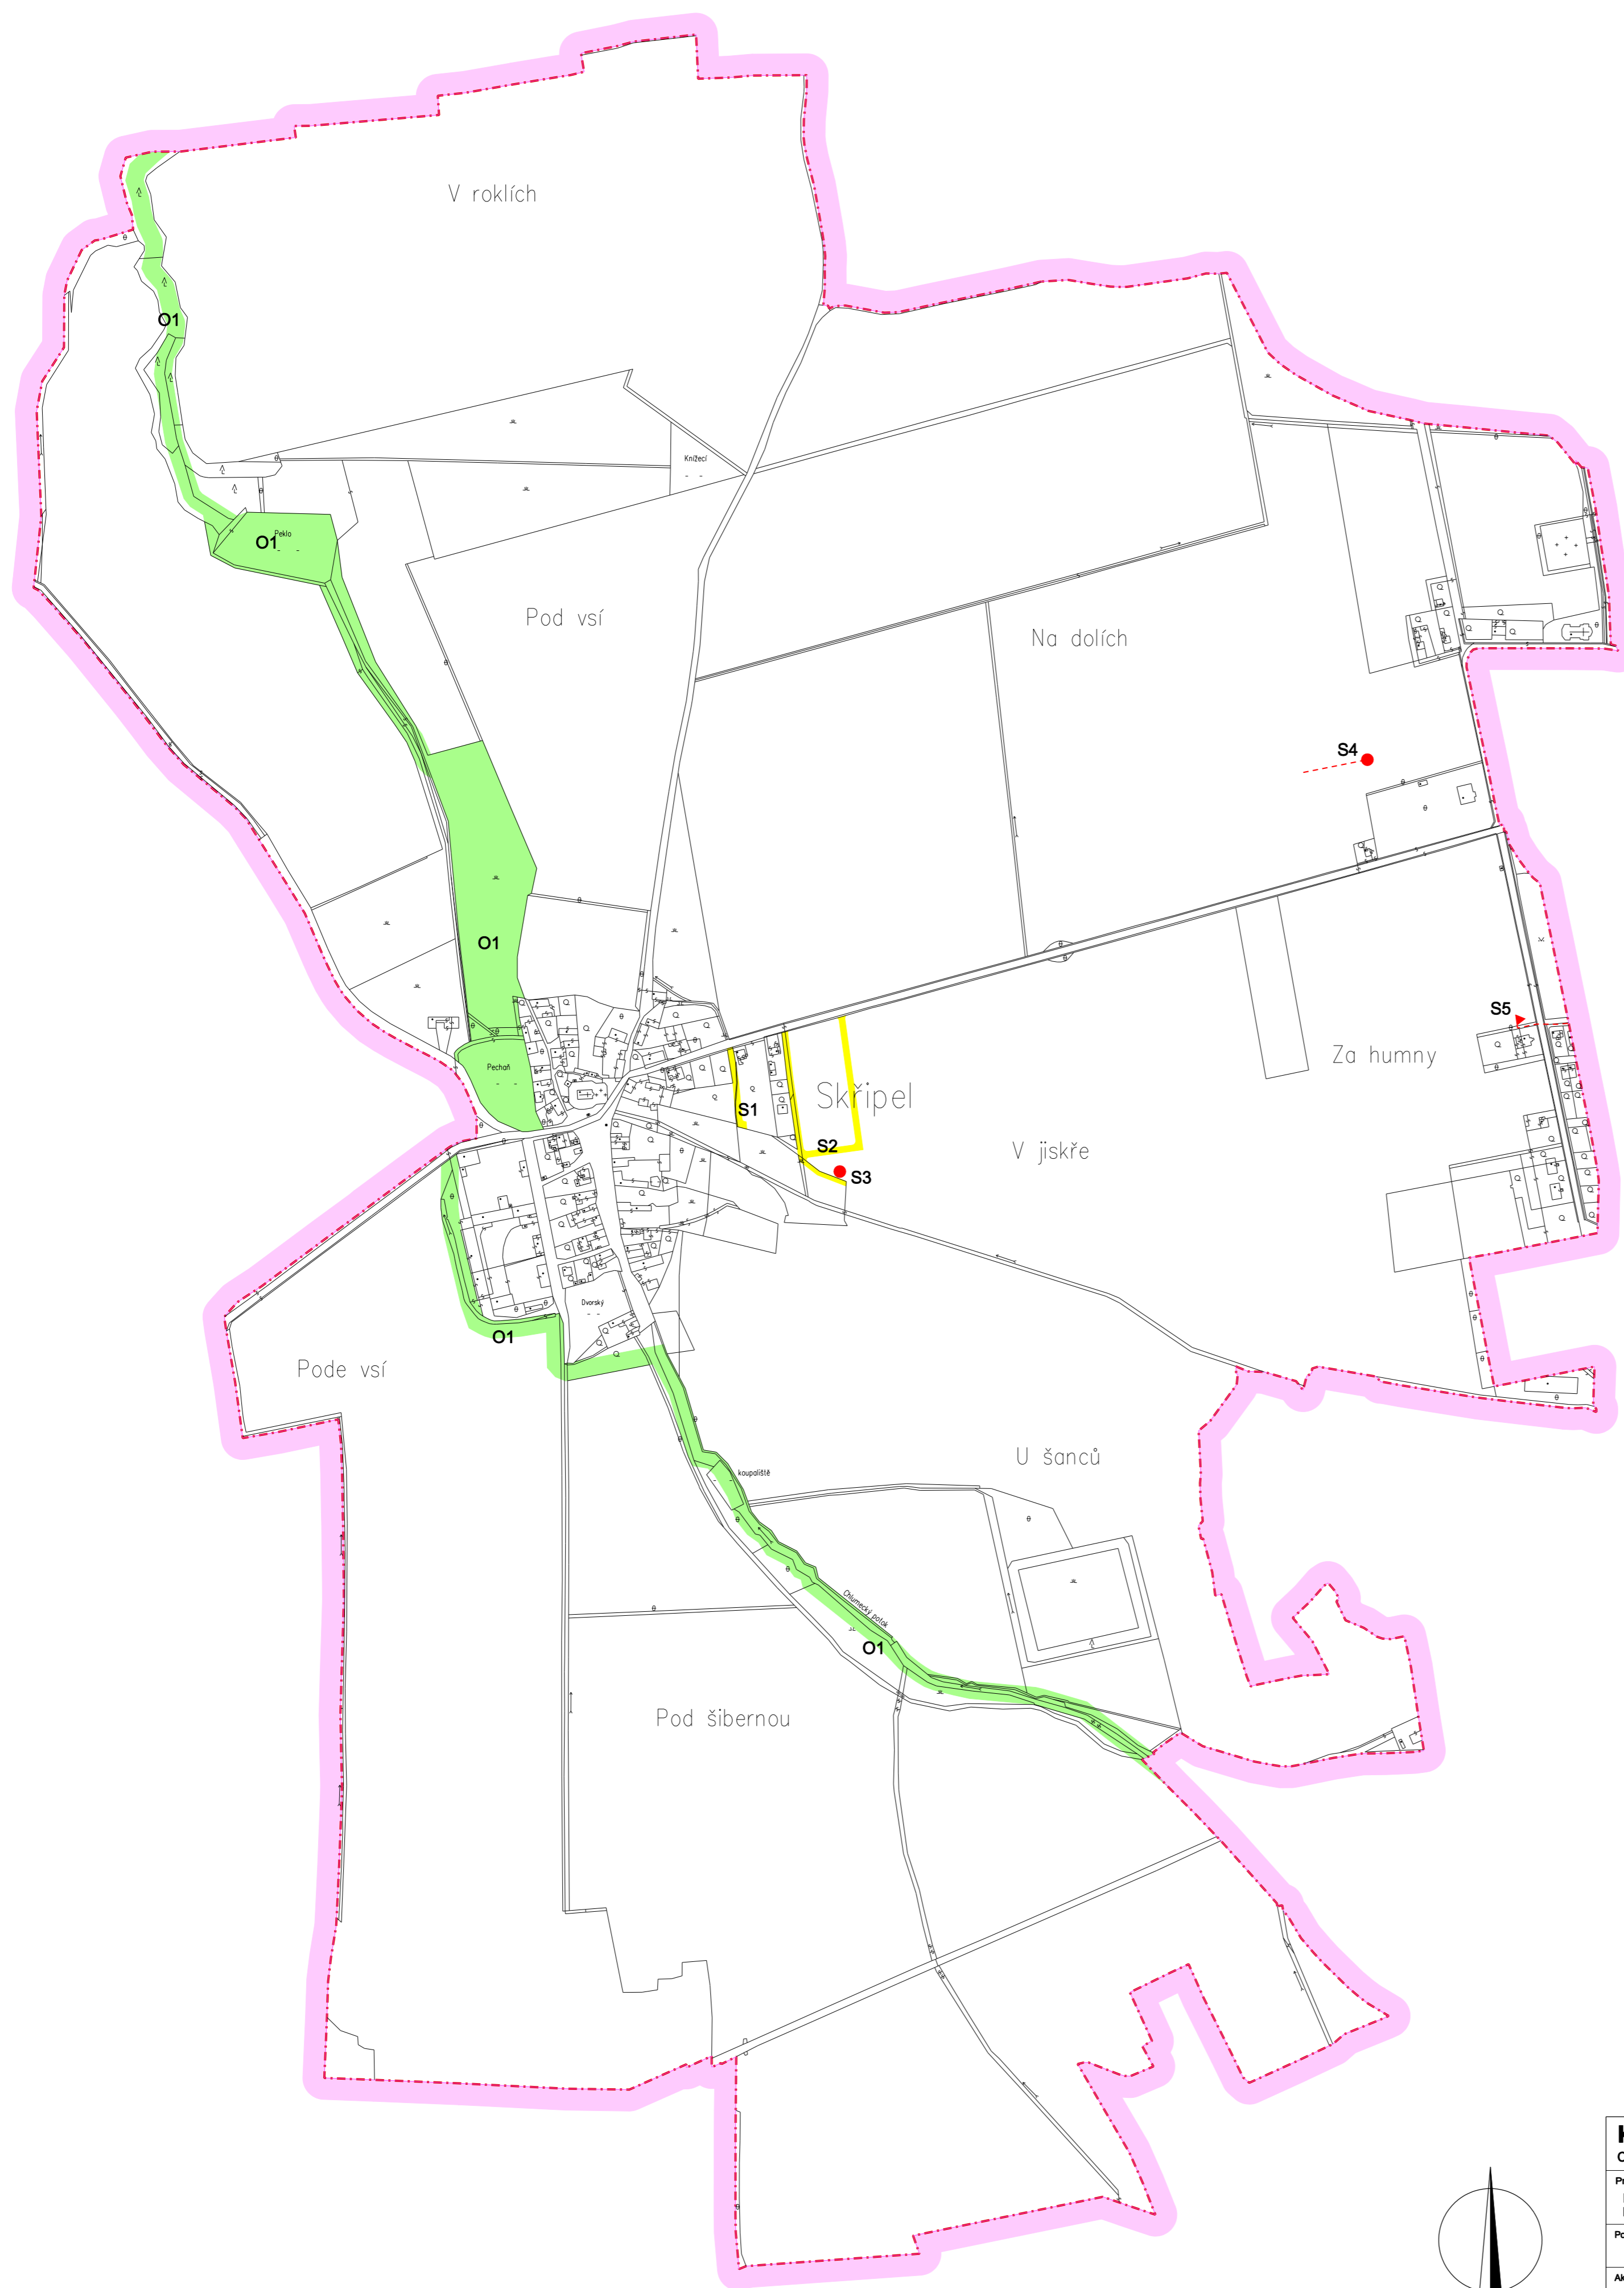 V roklích
O1
Knížecí
Peklo
O1
Pod vsí
Na dolích
S4
O1
S5
Za humny
Pechaň
Skřipel
S1
S2
V jiskře
S3
Dvorský
O1
Pode vsí
U šanců
koupaliště
Chlumecký potok
O1
Pod šibernou